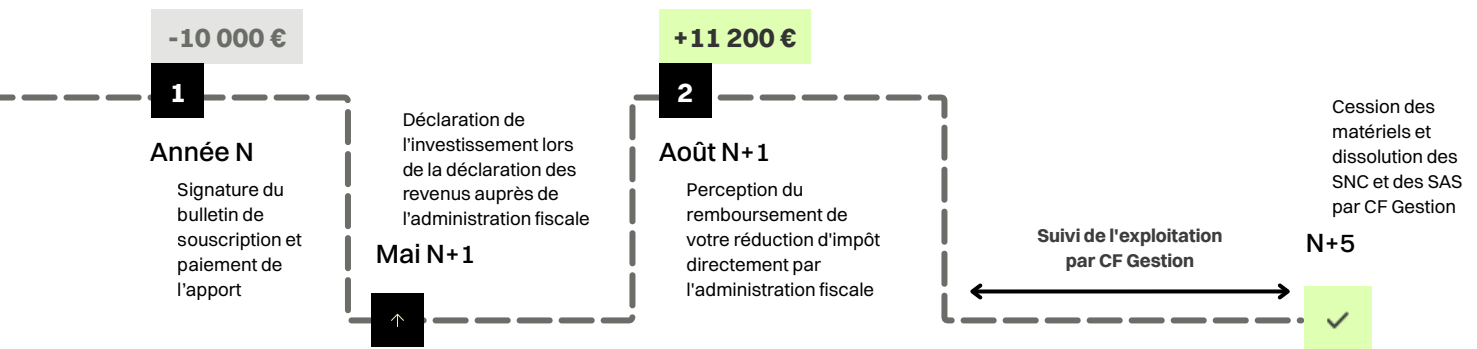 -10 000 €
1
Année N
Signature du
bulletin de
souscription et
paiement de
l’apport
Déclaration de
l’investissement lors
de la déclaration des
revenus auprès de
l’administration fiscale
Mai N+1
+11 200 €
2
Août N+1
Perception du
remboursement de
votre réduction d'impôt
directement par
l'administration fiscale
Suivi de l'exploitation
par CF Gestion
Cession des
matériels et
dissolution des
SNC et des SAS
par CF Gestion
N+5